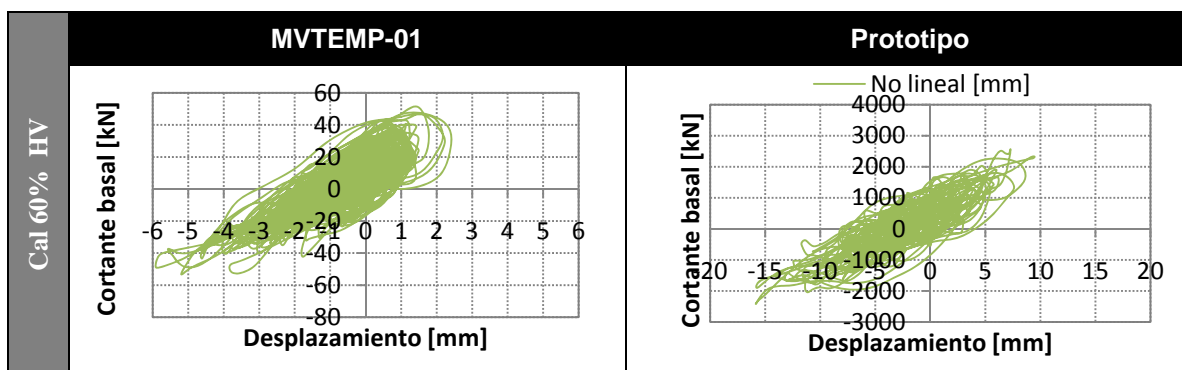 MVTEMP-01
Prototipo
Cal 60% HV
Cortante basal [kN]
60
40
20
0
-20
-40
-60
-80
-6 -5 -4 -3 -2 -1 0 1 2 3 4 5 6
Desplazamiento [mm]
No lineal [mm]
Cortante basal [kN]
4000
3000
2000
1000
0
-1000
-2000
-3000
-20 -15 -10 -5 0 5 10 15 20
Desplazamiento [mm]